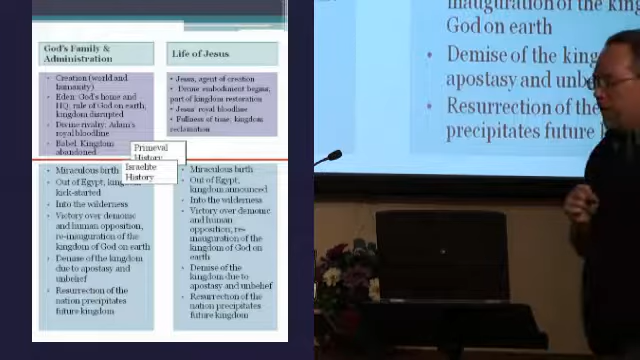 God's Family & Administration
Life of Jesus
Creation (world and
humanity)
Eden: God's home and
HQ; rule of God on earth,
kingdom disrupted
Divine rivalry; Adam's
royal bloodline
Babel: Kingdom
abandoned
Jesus, agent of creation
Divine embodiment begins,
part of kingdom restoration
Jesus' royal bloodline
Fullness of time, kingdom
reclamation
Primeval
History
Israelite
History
Miraculous birth
Out of Egypt,
kick-started
Into the wilderness
Victory over demonic
and human opposition,
re-inauguration of the
kingdom of God on earth
Demise of the kingdom
due to apostasy and
unbelief
Resurrection of the
nation precipitates
future kingdom
Miraculous birth
Out of Egypt,
kingdom announced
Into the wilderness
Victory over demonic
and human
opposition, re-
inauguration of the
kingdom of God on
earth
Demise of the
kingdom due to
apostasy and unbelief
Resurrection of the
nation precipitates
future kingdom
inauguration of the
God on earth
Demise of the king
apostasy and unbe
Resurrection of the
precipitates future k